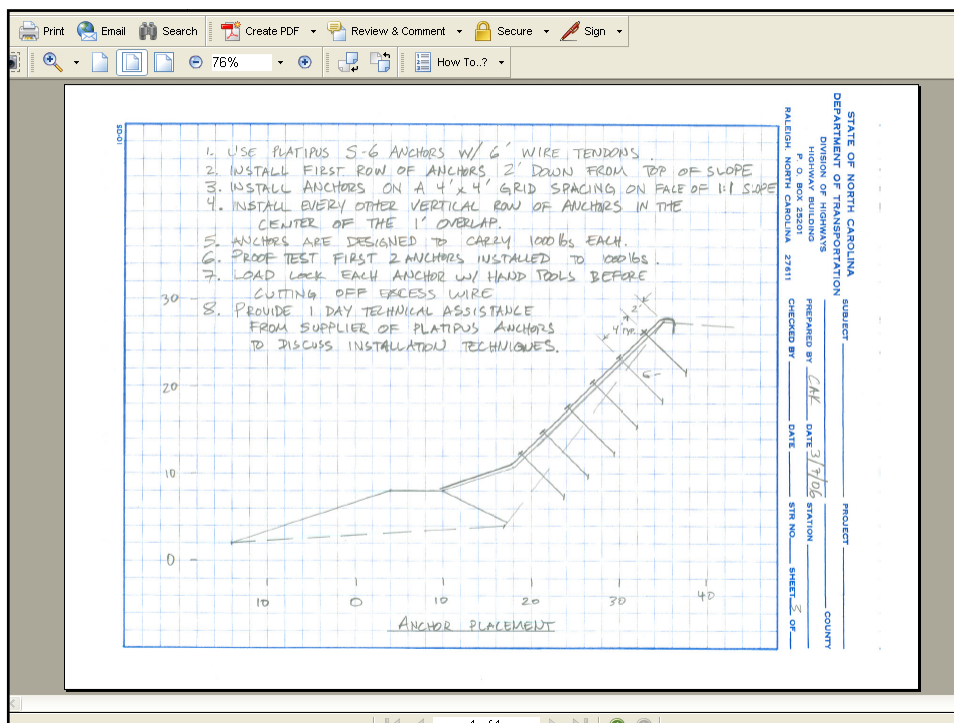 Print Email Search Create PDF Review & Comment Secure Sign
76% How To..?
SD-01
1. USE PLATIPUS S-6 ANCHORS W/ 6' WIRE TENDONS.
2. INSTALL FIRST ROW OF ANCHORS 2' DOWN FROM TOP OF SLOPE
3. INSTALL ANCHORS ON A 4'x4' GRID SPACING ON FACE OF 1:1 SLOPE
4. INSTALL EVERY OTHER VERTICAL ROW OF ANCHORS IN THE
CENTER OF THE 1' OVERLAP.
5. ANCHORS ARE DESIGNED TO CARRY 1000 lbs EACH.
6. PROOF TEST FIRST 2 ANCHORS INSTALLED TO 1000 lbs.
7. LOAD LOCK EACH ANCHOR W/ HAND TOOLS BEFORE
CUTTING OFF EXCESS WIRE
8. PROVIDE 1 DAY TECHNICAL ASSISTANCE
FROM SUPPLIER OF PLATIPUS ANCHORS
TO DISCUSS INSTALLATION TECHNIQUES.
2'
4' TYP.
6-
30
20
10
0
10 0 10 20 30 40
ANCHOR PLACEMENT
STATE OF NORTH CAROLINA
DEPARTMENT OF TRANSPORTATION
DIVISION OF HIGHWAYS
HIGHWAY BUILDING
P. O. BOX 25201
RALEIGH, NORTH CAROLINA 27611
SUBJECT PROJECT
COUNTY
PREPARED BY CAK DATE 3/7/06 STATION
CHECKED BY DATE STR NO. SHEET 3 OF